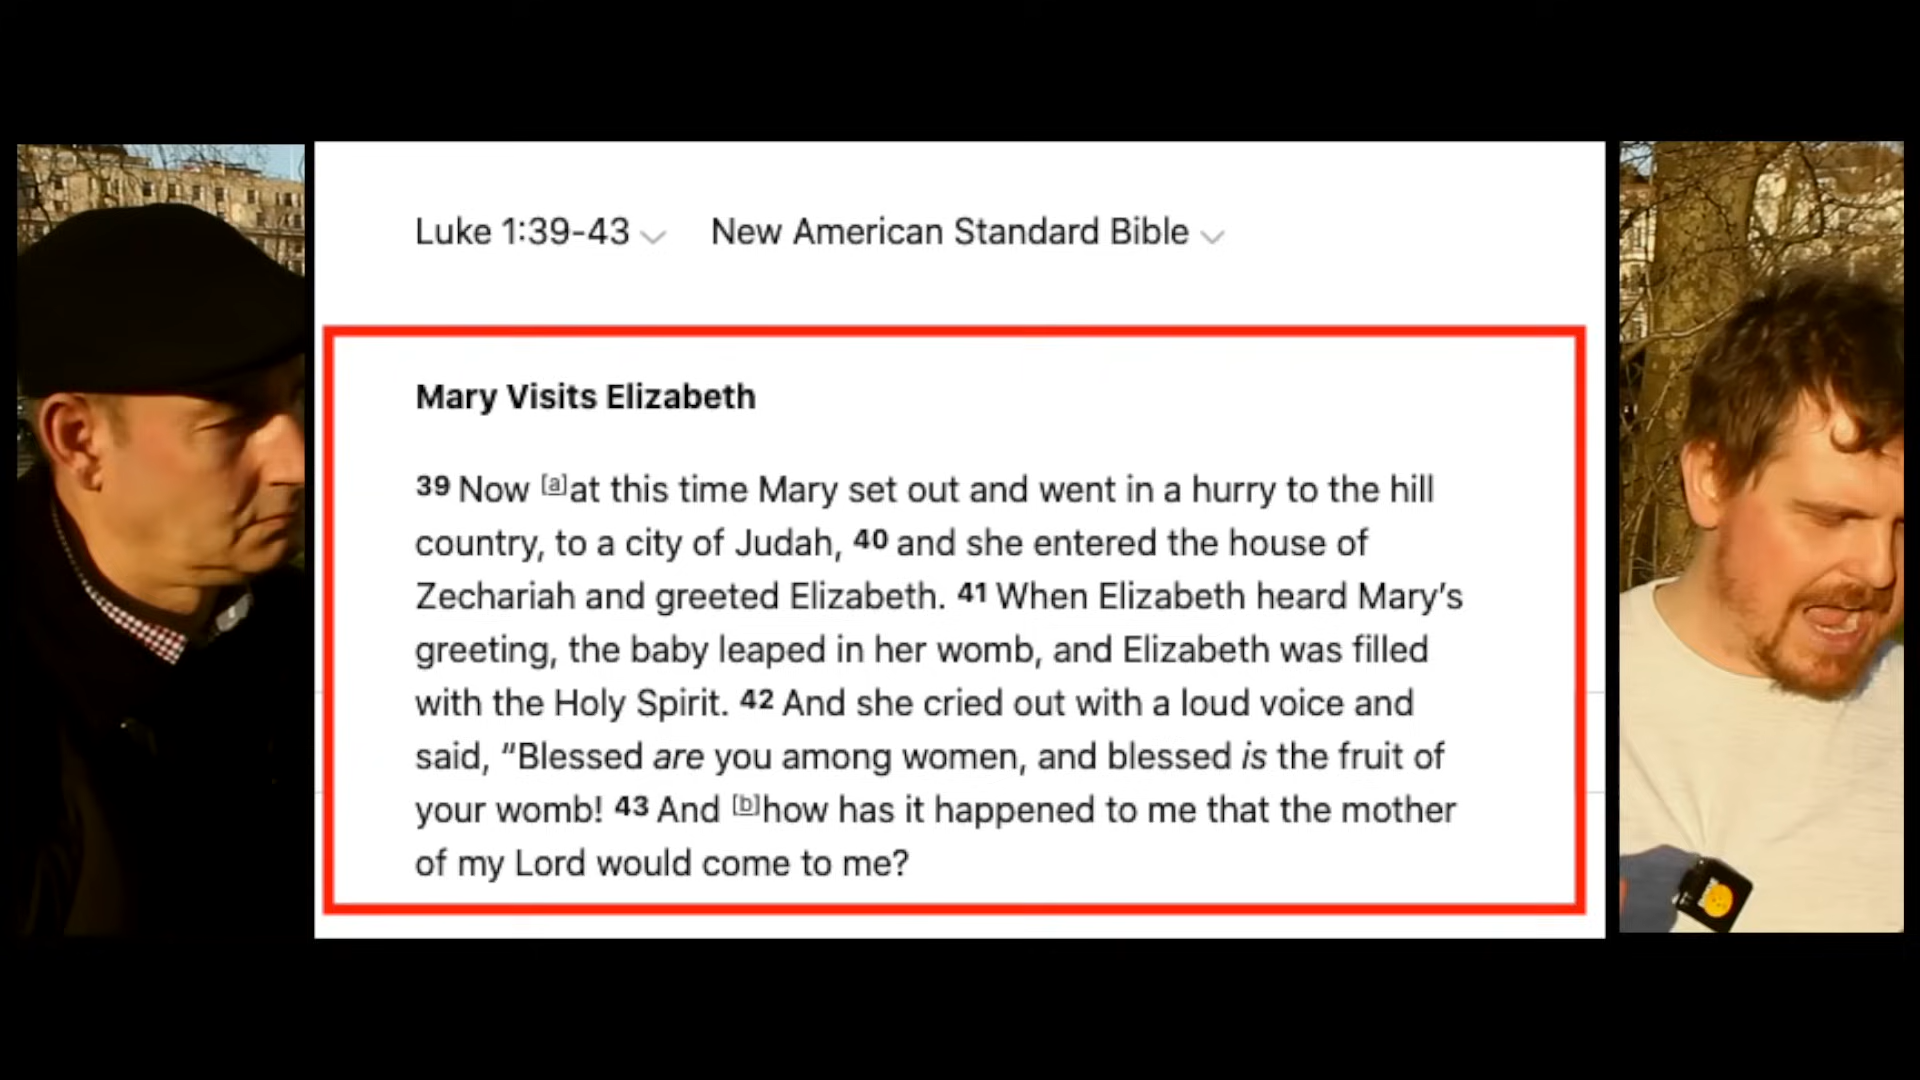 Luke 1:39-43 New American Standard Bible
Mary Visits Elizabeth
39 Now [a]at this time Mary set out and went in a hurry to the hill
country, to a city of Judah, 40 and she entered the house of
Zechariah and greeted Elizabeth. 41 When Elizabeth heard Mary’s
greeting, the baby leaped in her womb, and Elizabeth was filled
with the Holy Spirit. 42 And she cried out with a loud voice and
said, “Blessed are you among women, and blessed is the fruit of
your womb! 43 And [b]how has it happened to me that the mother
of my Lord would come to me?